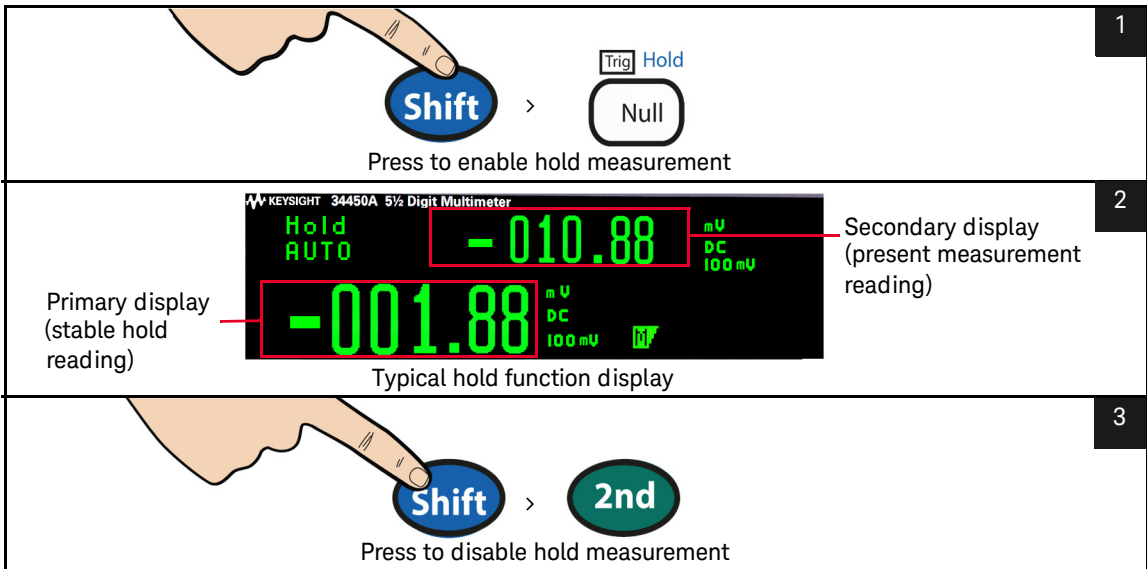 1
Trig Hold
Shift > Null
Press to enable hold measurement
2
KEYSIGHT 34450A 5½ Digit Multimeter
Hold
AUTO
-010.88
mV
DC
100mV
Secondary display
(present measurement
reading)
Primary display
(stable hold
reading)
-001.88
mV
DC
100mV
M
Typical hold function display
3
Shift > 2nd
Press to disable hold measurement